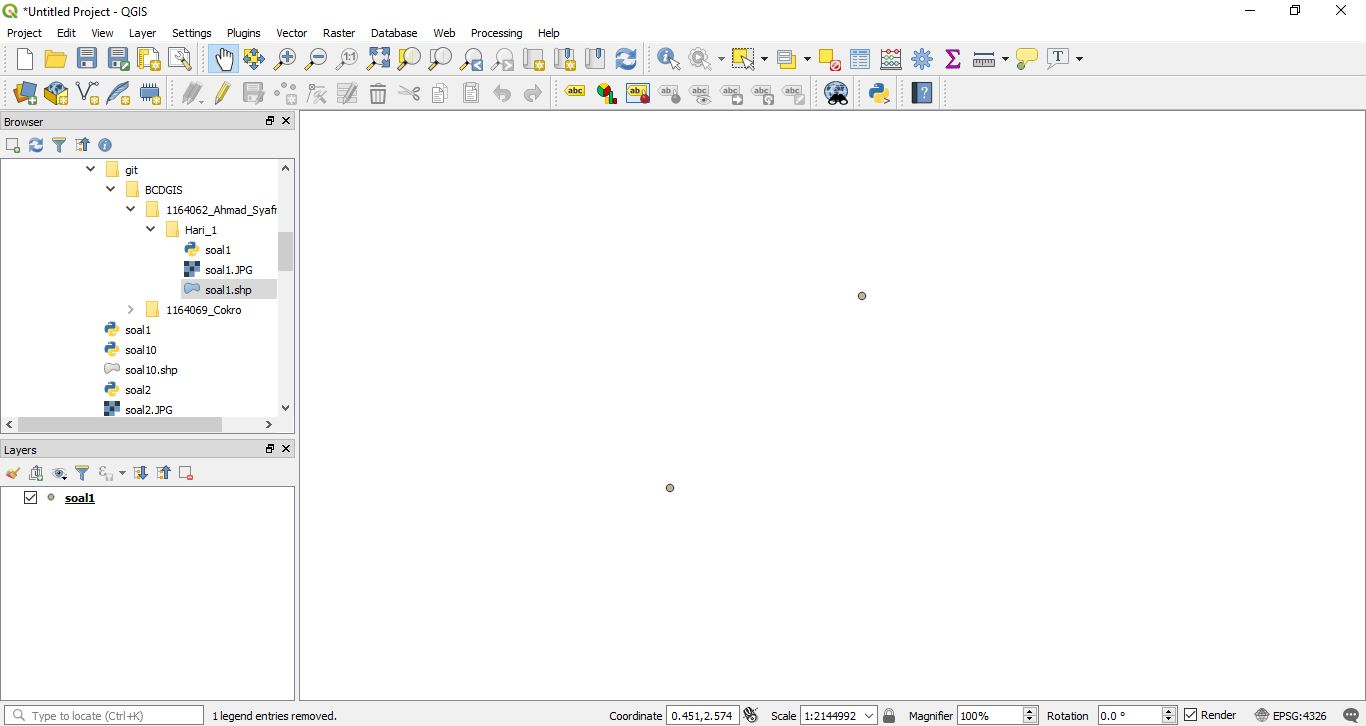 *Untitled Project - QGIS
Project Edit View Layer Settings Plugins Vector Raster Database Web Processing Help
Browser
git
BCDGIS
1164062_Ahmad_Syafr
Hari_1
soal1
soal1.JPG
soal1.shp
1164069_Cokro
soal1
soal10
soal10.shp
soal2
soal2.JPG
Layers
soal1
Type to locate (Ctrl+K) 1 legend entries removed. Coordinate 0.451,2.574 Scale 1:2144992 Magnifier 100% Rotation 0.0 ° Render EPSG:4326